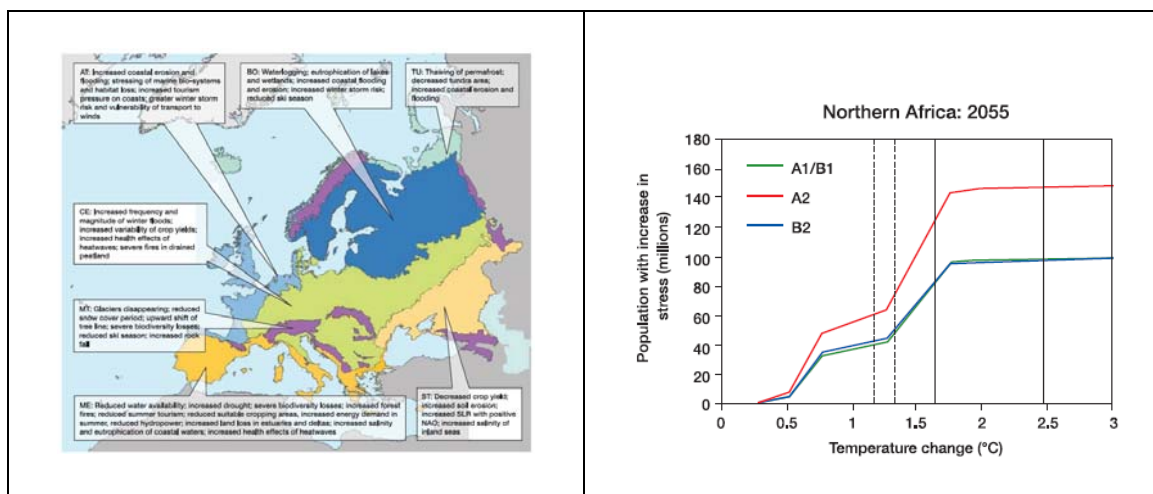 AT: Increased coastal erosion and
flooding; stressing of marine bio-systems
and habitat loss; increased tourism
pressure on coasts; greater winter storm
risk and vulnerability of transport to
winds
BO: Waterlogging; eutrophication of lakes
and wetlands; increased coastal flooding
and erosion; increased winter storm risk;
reduced ski season
TU: Thawing of permafrost;
decreased tundra area;
increased coastal erosion and
flooding
CE: Increased frequency and
magnitude of winter floods;
increased variability of crop yields;
increased health effects of
heatwaves; severe fires in drained
peatland
MT: Glaciers disappearing; reduced
snow cover period; upward shift of
tree line; severe biodiversity losses;
reduced ski season; increased rock
fall
ME: Reduced water availability; increased drought; severe biodiversity losses; increased forest
fires; reduced summer tourism; reduced suitable cropping areas, increased energy demand in
summer, reduced hydropower; increased land loss in estuaries and deltas; increased salinity
and eutrophication of coastal waters; increased health effects of heatwaves
ST: Decreased crop yield;
increased soil erosion;
increased SLR with positive
NAO; increased salinity of
inland seas
Northern Africa: 2055
Population with increase in
stress (millions)
180
160
140
120
100
80
60
40
20
0
A1/B1
A2
B2
0 0.5 1 1.5 2 2.5 3
Temperature change (°C)